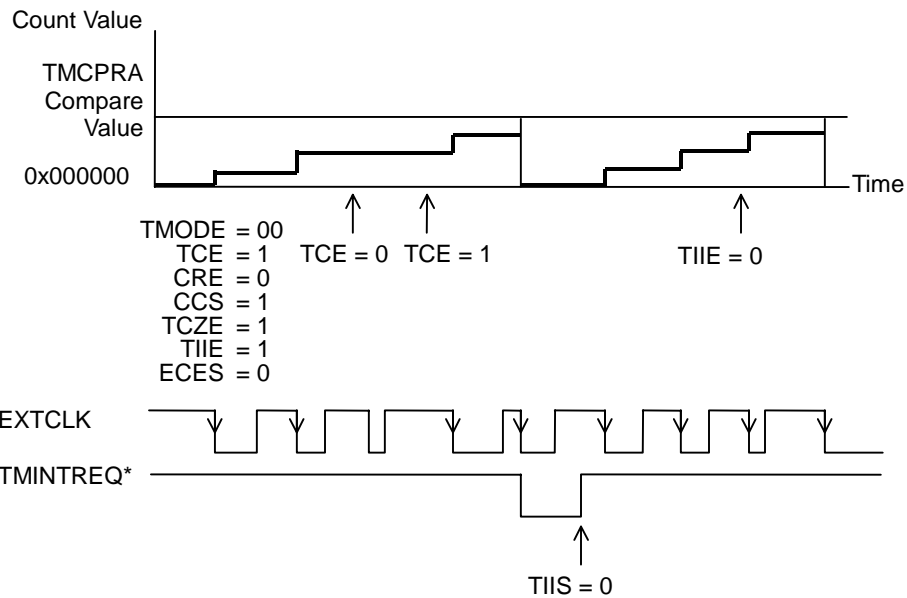 Count Value
TMCPRA
Compare
Value
0x000000
Time
TMODE = 00
TCE = 1
CRE = 0
CCS = 1
TCZE = 1
TIIE = 1
ECES = 0
TCE = 0
TCE = 1
TIIE = 0
EXTCLK
TMINTREQ*
TIIS = 0